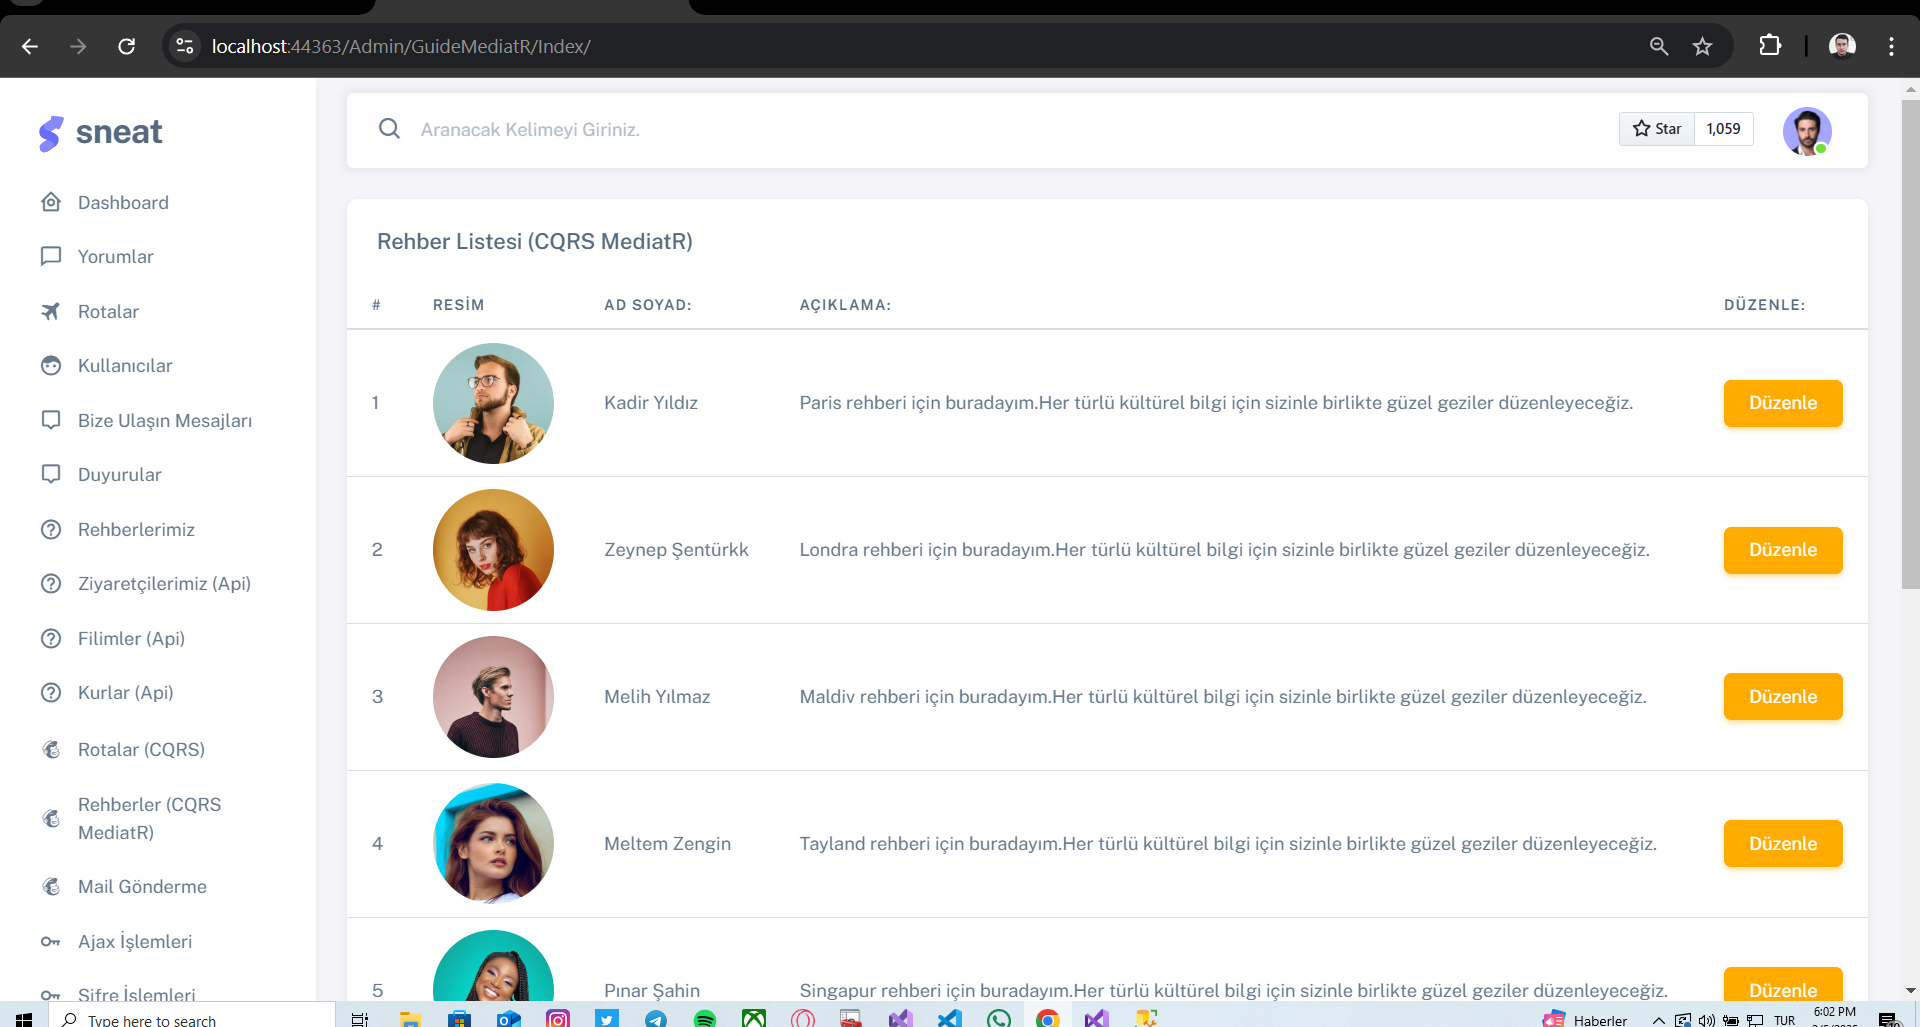 localhost:44363/Admin/GuideMediatR/Index/
sneat
Dashboard
Yorumlar
Rotalar
Kullanıcılar
Bize Ulaşın Mesajları
Duyurular
Rehberlerimiz
Ziyaretçilerimiz (Api)
Filimler (Api)
Kurlar (Api)
Rotalar (CQRS)
Rehberler (CQRS
MediatR)
Mail Gönderme
Ajax İşlemleri
Sifre İşlemleri
Aranacak Kelimeyi Giriniz.
Star 1,059
Rehber Listesi (CQRS MediatR)
# RESİM AD SOYAD: AÇIKLAMA: DÜZENLE:
1 Kadir Yıldız Paris rehberi için buradayım.Her türlü kültürel bilgi için sizinle birlikte güzel geziler düzenleyeceğiz. Düzenle
2 Zeynep Şentürkk Londra rehberi için buradayım.Her türlü kültürel bilgi için sizinle birlikte güzel geziler düzenleyeceğiz. Düzenle
3 Melih Yılmaz Maldiv rehberi için buradayım.Her türlü kültürel bilgi için sizinle birlikte güzel geziler düzenleyeceğiz. Düzenle
4 Meltem Zengin Tayland rehberi için buradayım.Her türlü kültürel bilgi için sizinle birlikte güzel geziler düzenleyeceğiz. Düzenle
5 Pınar Şahin Singapur rehberi için buradayım.Her türlü kültürel bilgi için sizinle birlikte güzel geziler düzenleyeceğiz. Düzenle
Type here to search
Haberler
TUR
6:02 PM